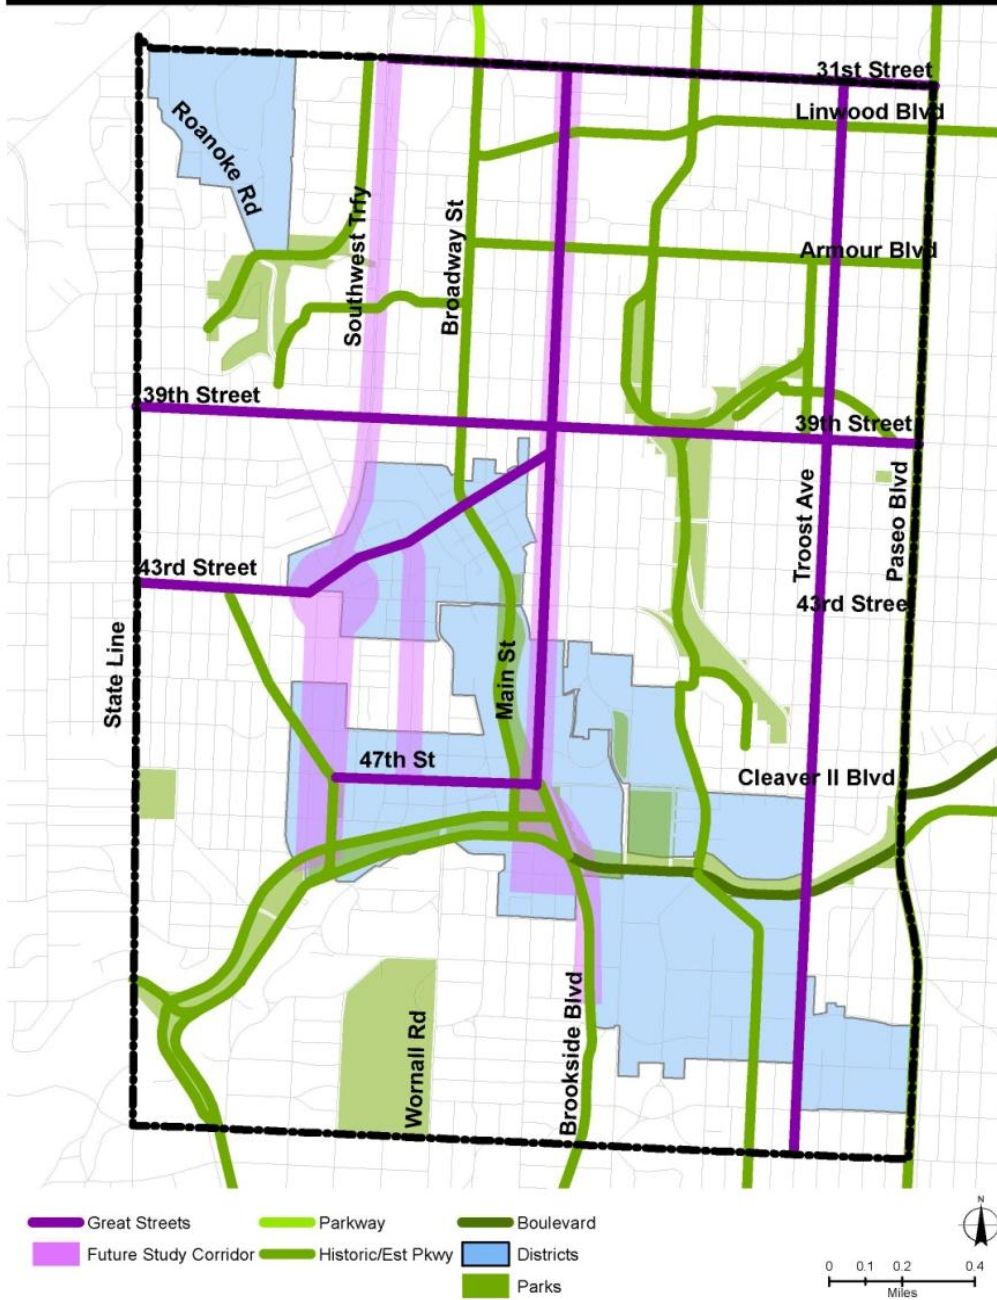 31st Street
Linwood Blvd
Roanoke Rd
Southwest Trfy
Broadway St
Armour Blvd
39th Street
39th Street
Troost Ave
Paseo Blvd
43rd Street
43rd Stree
State Line
Main St
47th St
Cleaver II Blvd
Wornall Rd
Brookside Blvd
Great Streets
Parkway
Boulevard
Future Study Corridor
Historic/Est Pkwy
Districts
Parks
N
0 0.1 0.2 0.4
Miles